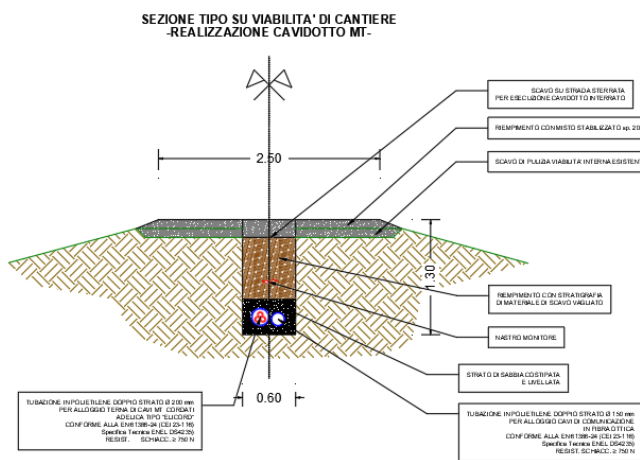 SEZIONE TIPO SU VIABILITA' DI CANTIERE
-REALIZZAZIONE CAVIDOTTO MT-
SCAVO SU STRADA STERRATA
PER ESECUZIONE CAVIDOTTO INTERRATO
RIEMPIMENTO CON MISTO STABILIZZATO sp. 20
2.50
SCAVO DI PULIZIA VIABILITA' INTERNA ESISTENT
1.30
RIEMPIMENTO CON STRATIGRAFIA
DI MATERIALE DI SCAVO VAGLIATO
NASTRO MONITORE
STRATO DI SABBIA COSTIPATA
E LIVELLATA
0.60
TUBAZIONE IN POLIETILENE DOPPIO STRATO Ø 200 mm
PER ALLOGGIO TERNA DI CAVI MT CORDATI
AD ELICA TIPO "ELICORD"
CONFORME ALLA EN 61386-24 (CEI 23-116)
Specifica Tecnica ENEL DS4235)
RESIST. SCHIACC. ≥ 750 N
TUBAZIONE IN POLIETILENE DOPPIO STRATO Ø 150 mm
PER ALLOGGIO CAVI DI COMUNICAZIONE
IN FIBRA OTTICA
CONFORME ALLA EN 61386-24 (CEI 23-116)
Specifica Tecnica ENEL DS4235)
RESIST. SCHIACC. ≥ 750 N